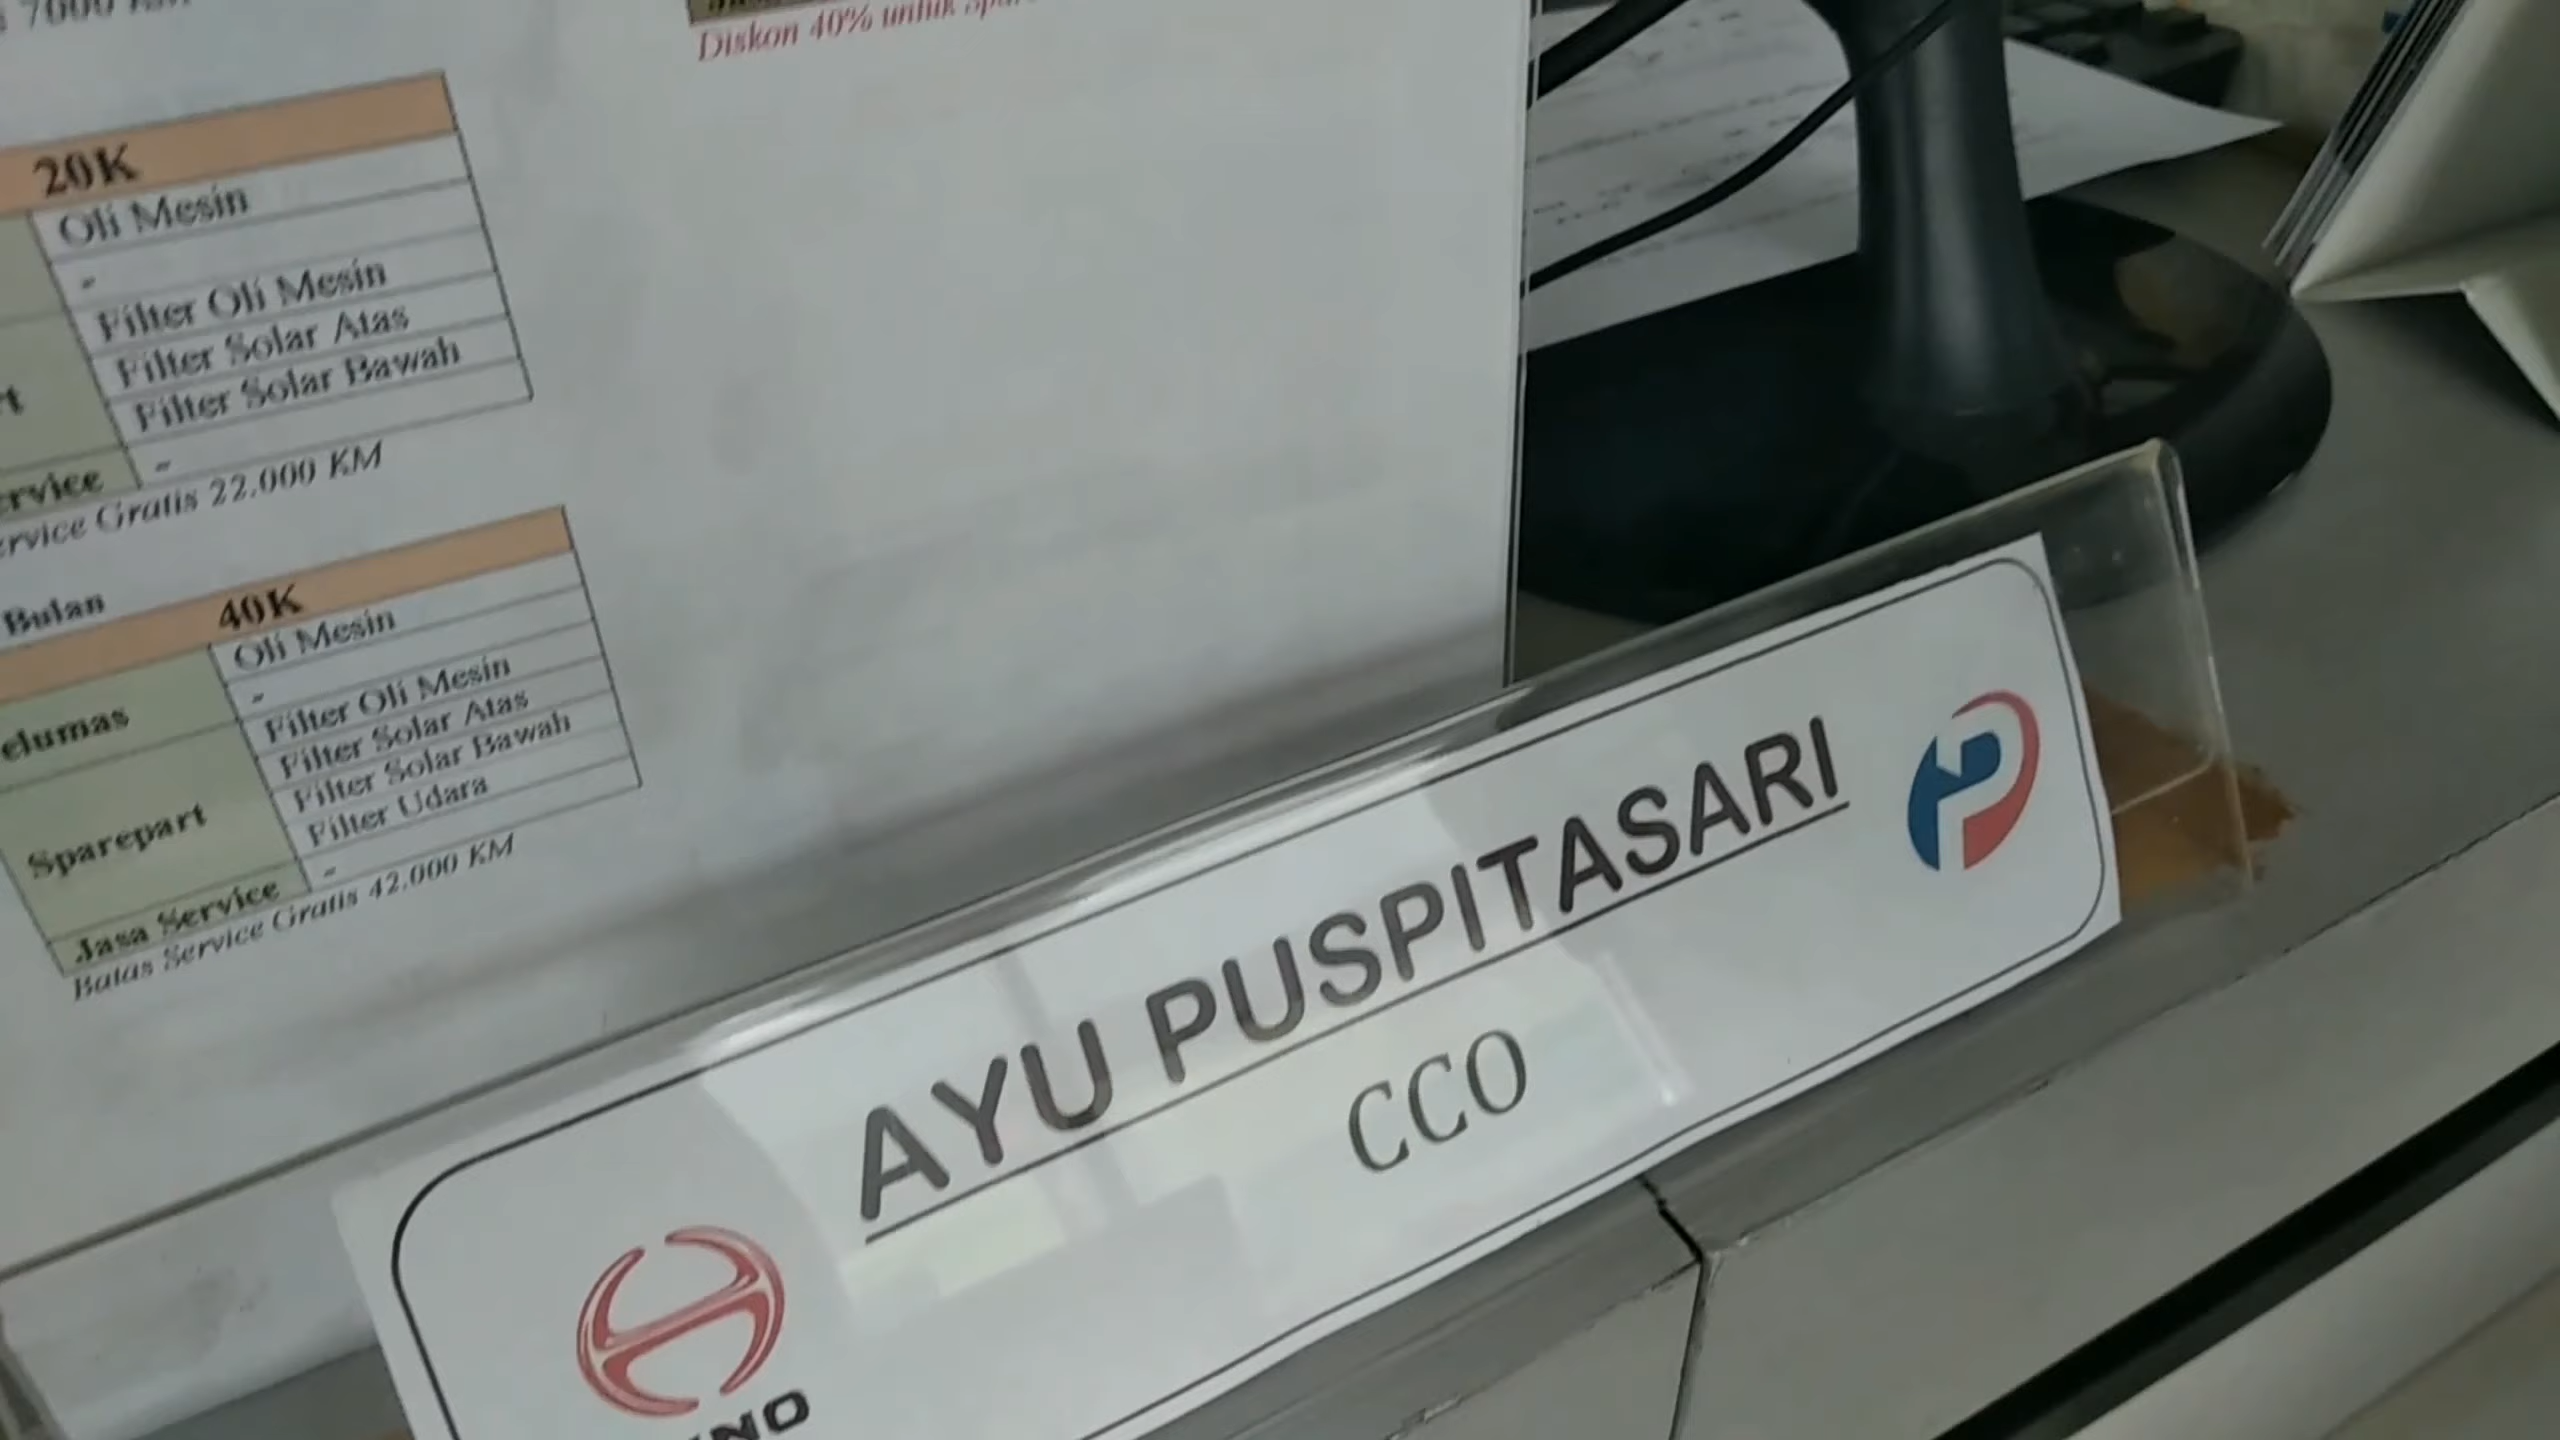 7000
Diskon 40% untuk
20K
Oli Mesin
-
Filter Oli Mesin
Filter Solar Atas
Filter Solar Bawah
-
Service Gratis 22.000 KM
Bulan
40K
elumas
Oli Mesin
-
Sparepart
Filter Oli Mesin
Filter Solar Atas
Filter Solar Bawah
Filter Udara
Jasa Service
-
Batas Service Gratis 42.000 KM
AYU PUSPITASARI
CCO